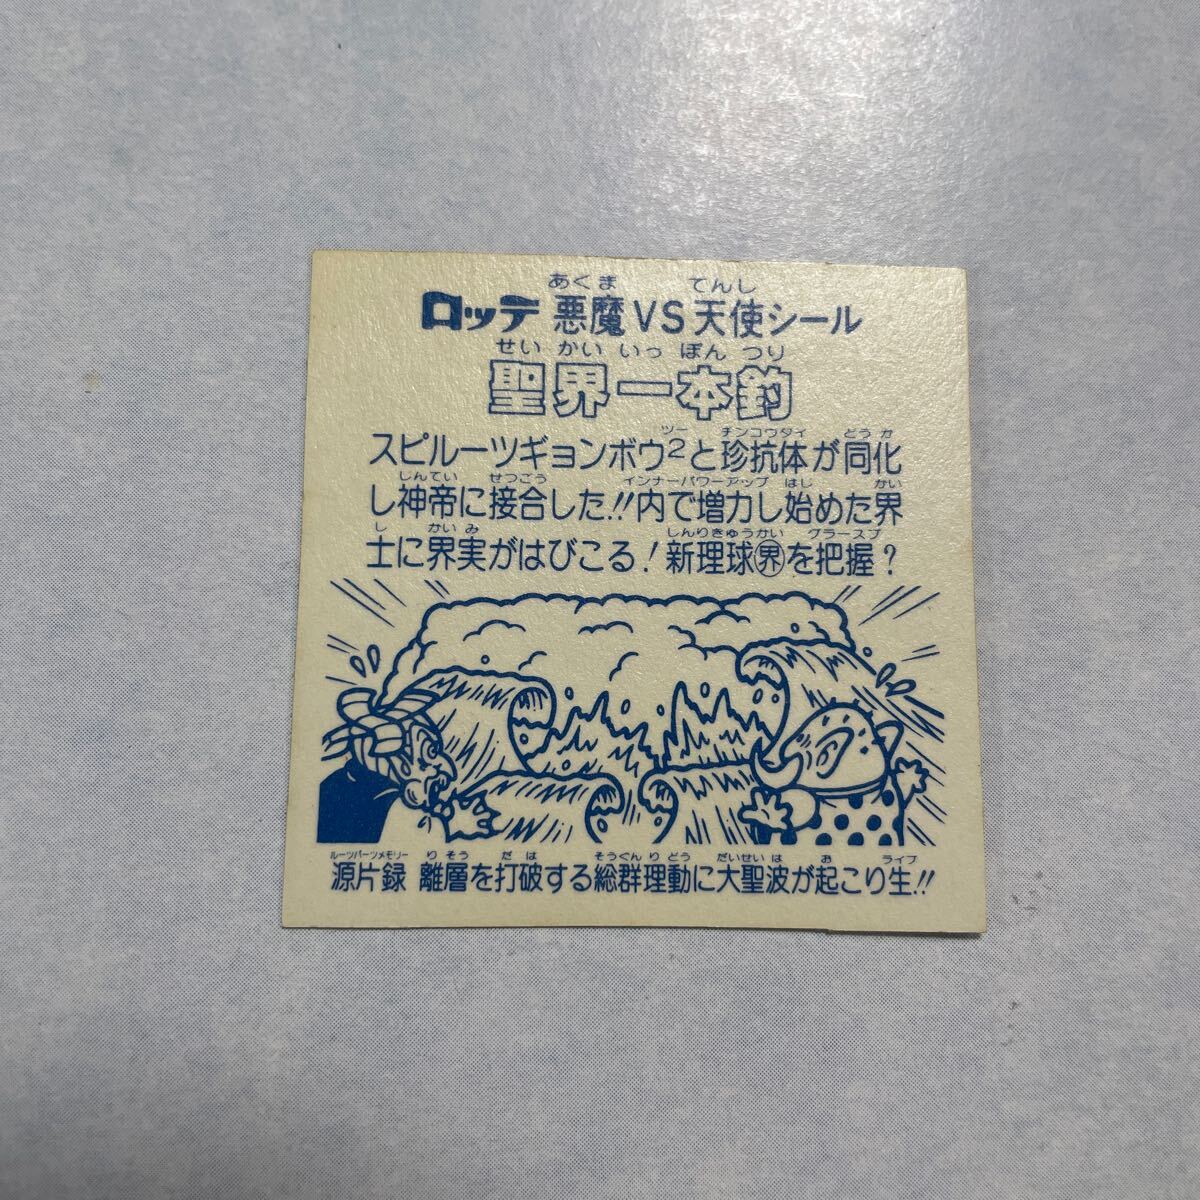 あくま てんし
ロッテ 悪魔VS天使シール
せい かい いっ ぽん つり
聖界一本釣
ツー チンコウタイ どうか
スピルーツギョンボウ2と珍抗体が同化
しんてい せつごう インナーパワーアップ はじ かい
し神帝に接合した!!内で増力し始めた界
し かいみ しんりきゅうかい グラースプ
士に界実がはびこる!新理球㊩を把握?
ルーツパーツメモリー りそう だは そうぐんりどう だいせいは お ライブ
源片録 離層を打破する総群理動に大聖波が起こり生!!